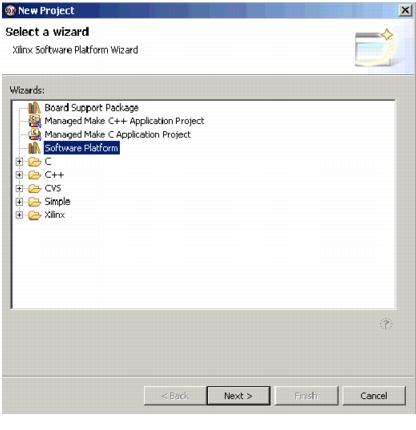 New Project
Select a wizard
Xilinx Software Platform Wizard
Wizards:
Board Support Package
Managed Make C++ Application Project
Managed Make C Application Project
Software Platform
C
C++
CVS
Simple
Xilinx
< Back
Next >
Finish
Cancel